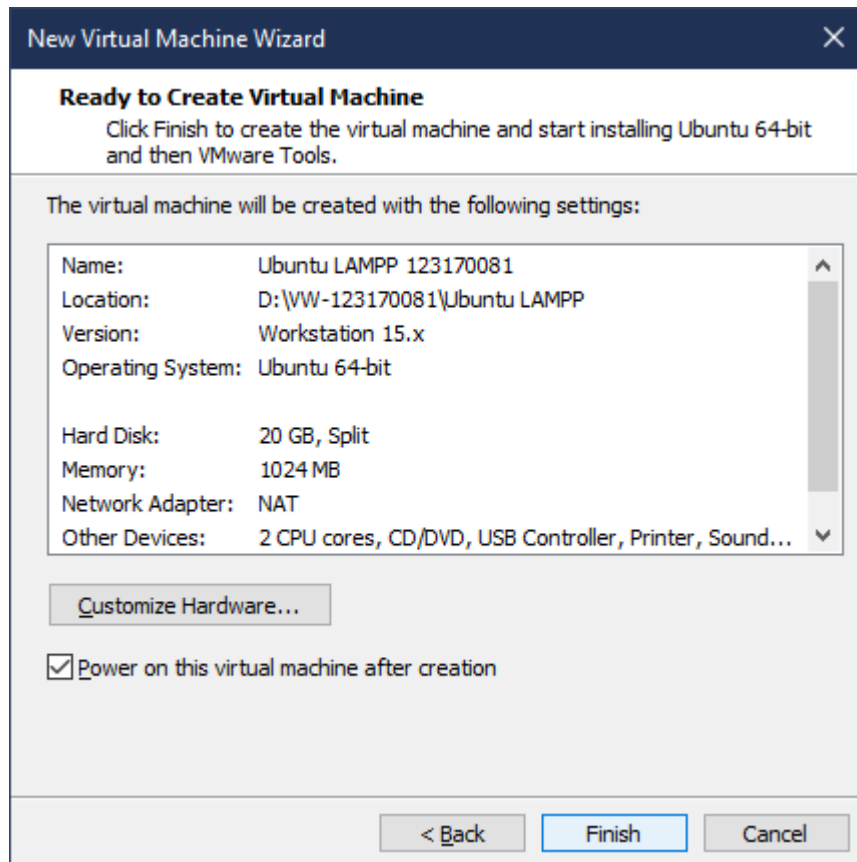 New Virtual Machine Wizard
Ready to Create Virtual Machine
Click Finish to create the virtual machine and start installing Ubuntu 64-bit
and then VMware Tools.
The virtual machine will be created with the following settings:
Name: Ubuntu LAMPP 123170081
Location: D:\VW-123170081\Ubuntu LAMPP
Version: Workstation 15.x
Operating System: Ubuntu 64-bit
Hard Disk: 20 GB, Split
Memory: 1024 MB
Network Adapter: NAT
Other Devices: 2 CPU cores, CD/DVD, USB Controller, Printer, Sound...
Customize Hardware...
Power on this virtual machine after creation
< Back Finish Cancel